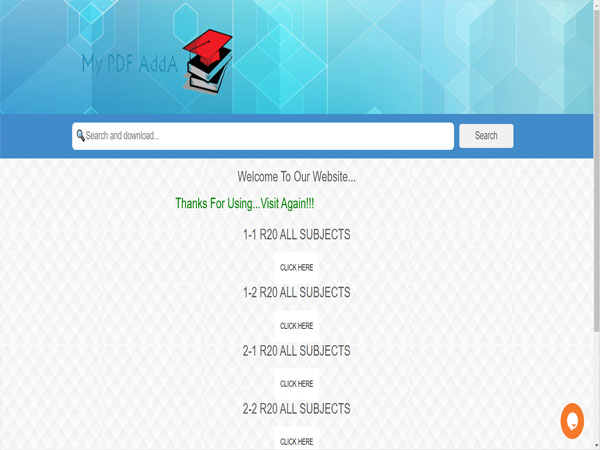 My PDF AddA
Search and download...
Search
Welcome To Our Website...
Thanks For Using...Visit Again!!!
1-1 R20 ALL SUBJECTS
CLICK HERE
1-2 R20 ALL SUBJECTS
CLICK HERE
2-1 R20 ALL SUBJECTS
CLICK HERE
2-2 R20 ALL SUBJECTS
CLICK HERE